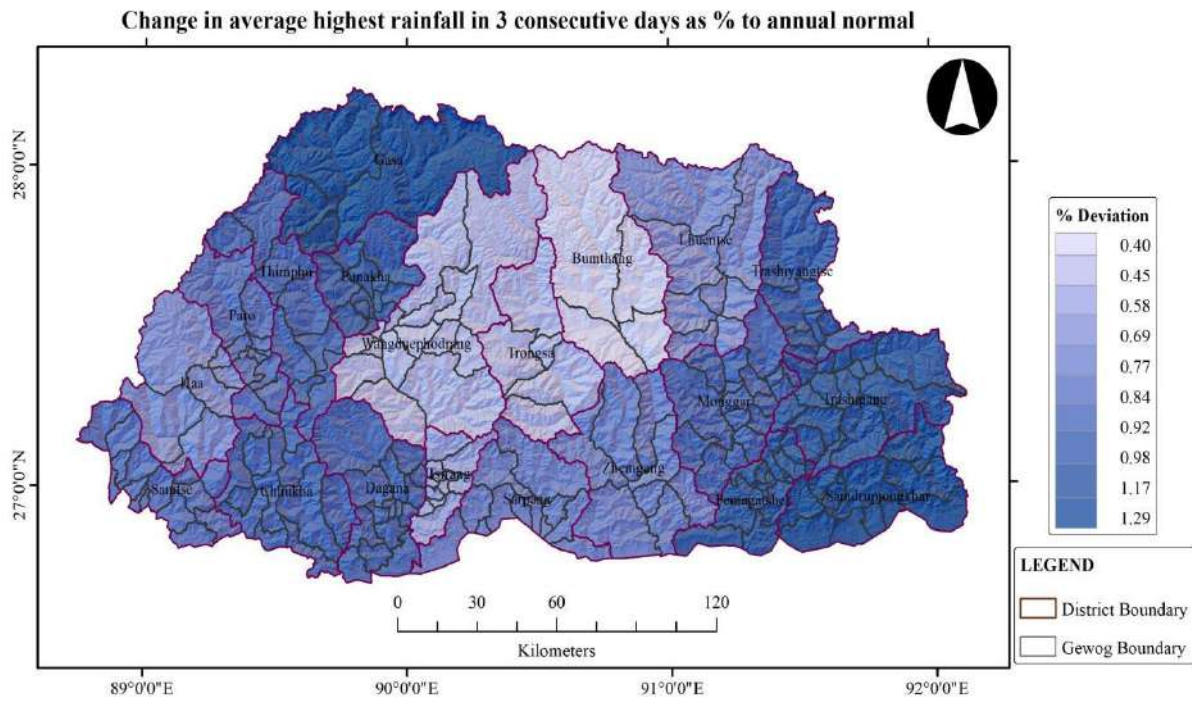 Change in average highest rainfall in 3 consecutive days as % to annual normal
28°0'0"N
27°0'0"N
Gasa
Thimphu
Punakha
Bumthang
Lhuentse
Trashiyangtse
Paro
Wangduephodrang
Trongsa
Haa
Monggar
Trashigang
Samtse
Chhukha
Dagana
Tsirang
Sarpang
Zhemgang
Pemagatshel
Samdrupjongkhar
% Deviation
0.40
0.45
0.58
0.69
0.77
0.84
0.92
0.98
1.17
1.29
0 30 60 120
Kilometers
LEGEND
District Boundary
Gewog Boundary
89°0'0"E 90°0'0"E 91°0'0"E 92°0'0"E